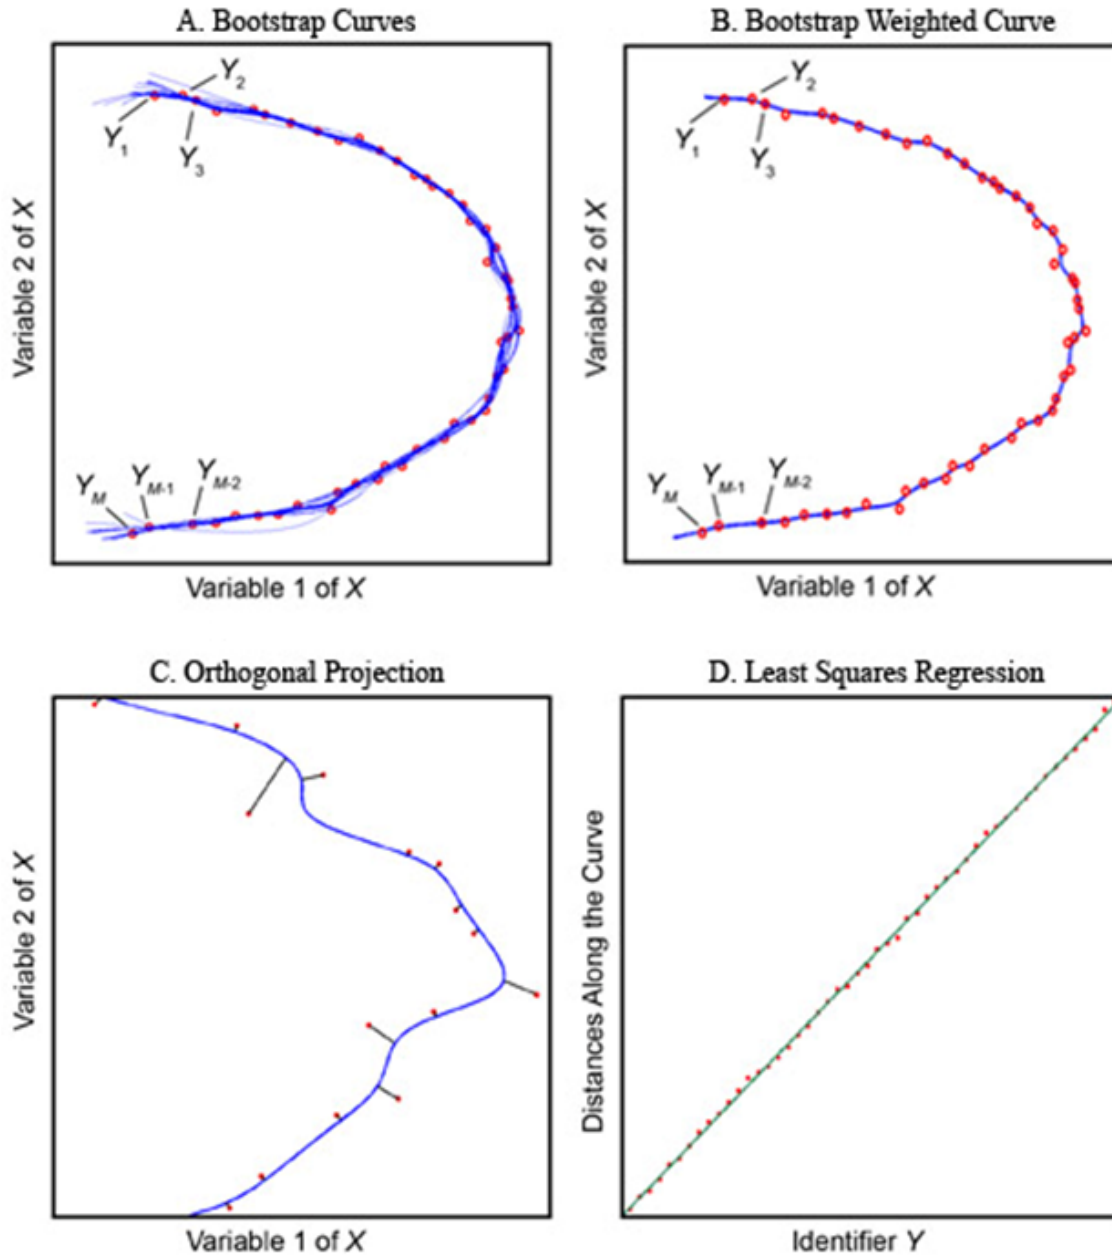 A. Bootstrap Curves
Y2
Y1
Y3
YM
YM-1
YM-2
Variable 2 of X
Variable 1 of X
B. Bootstrap Weighted Curve
Y2
Y1
Y3
YM
YM-1
YM-2
Variable 2 of X
Variable 1 of X
C. Orthogonal Projection
Variable 2 of X
Variable 1 of X
D. Least Squares Regression
Distances Along the Curve
Identifier Y